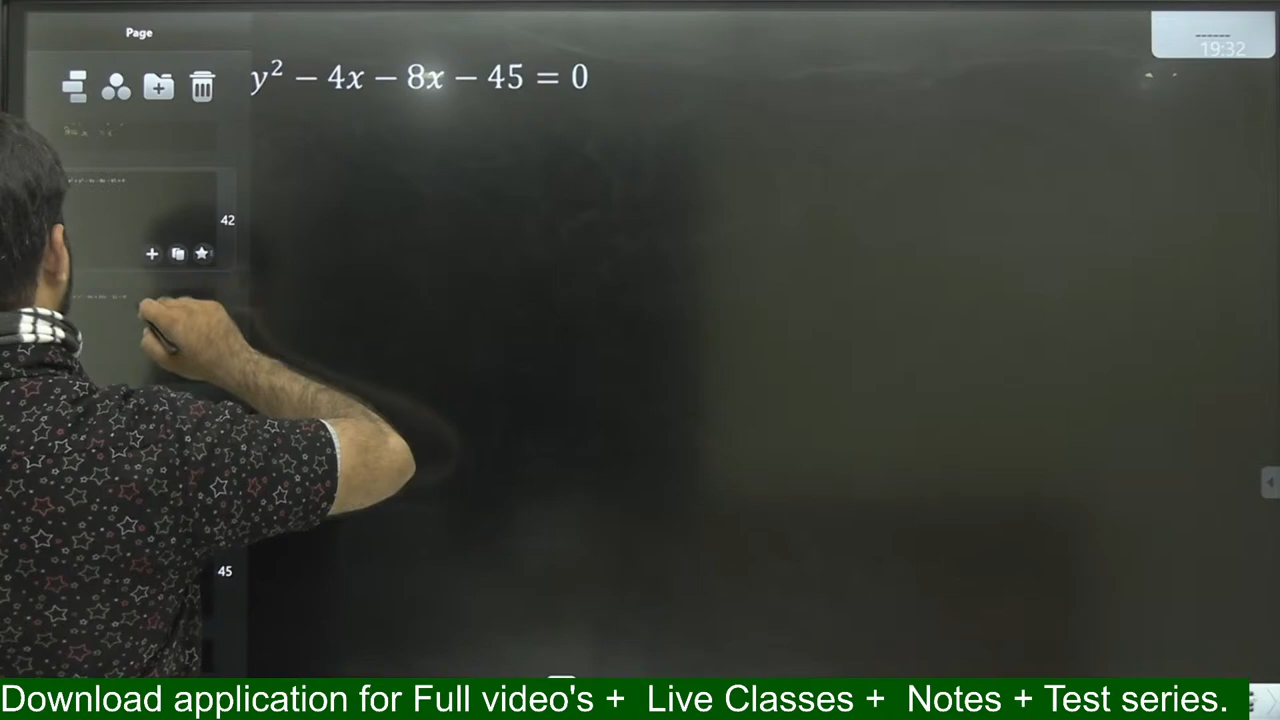 Page
19:32
y² − 4x − 8x − 45 = 0
42
45
Download application for Full video's + Live Classes + Notes + Test series.